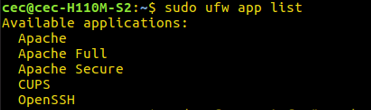 cec@cec-H110M-S2:~$ sudo ufw app list
Available applications:
  Apache
  Apache Full
  Apache Secure
  CUPS
  OpenSSH